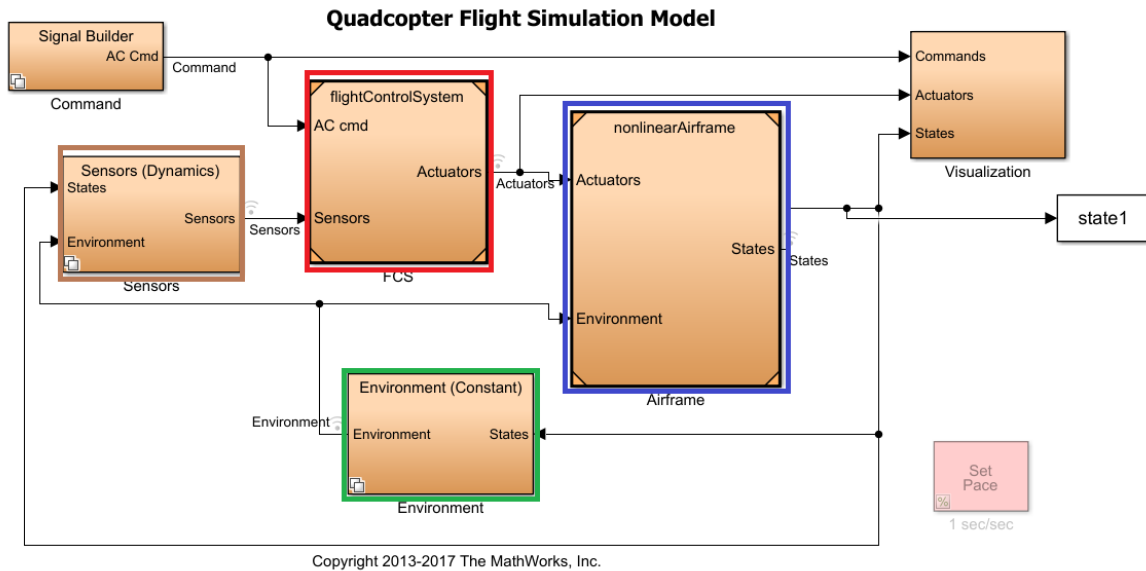 Quadcopter Flight Simulation Model
Signal Builder
AC Cmd
Command
Command
flightControlSystem
AC cmd
Actuators
Sensors
FCS
Actuators
nonlinearAirframe
Actuators
States
Environment
Airframe
States
Commands
Actuators
States
Visualization
state1
Sensors (Dynamics)
States
Sensors
Environment
Sensors
Sensors
Environment (Constant)
Environment
States
Environment
Environment
Set
Pace
%
1 sec/sec
Copyright 2013-2017 The MathWorks, Inc.